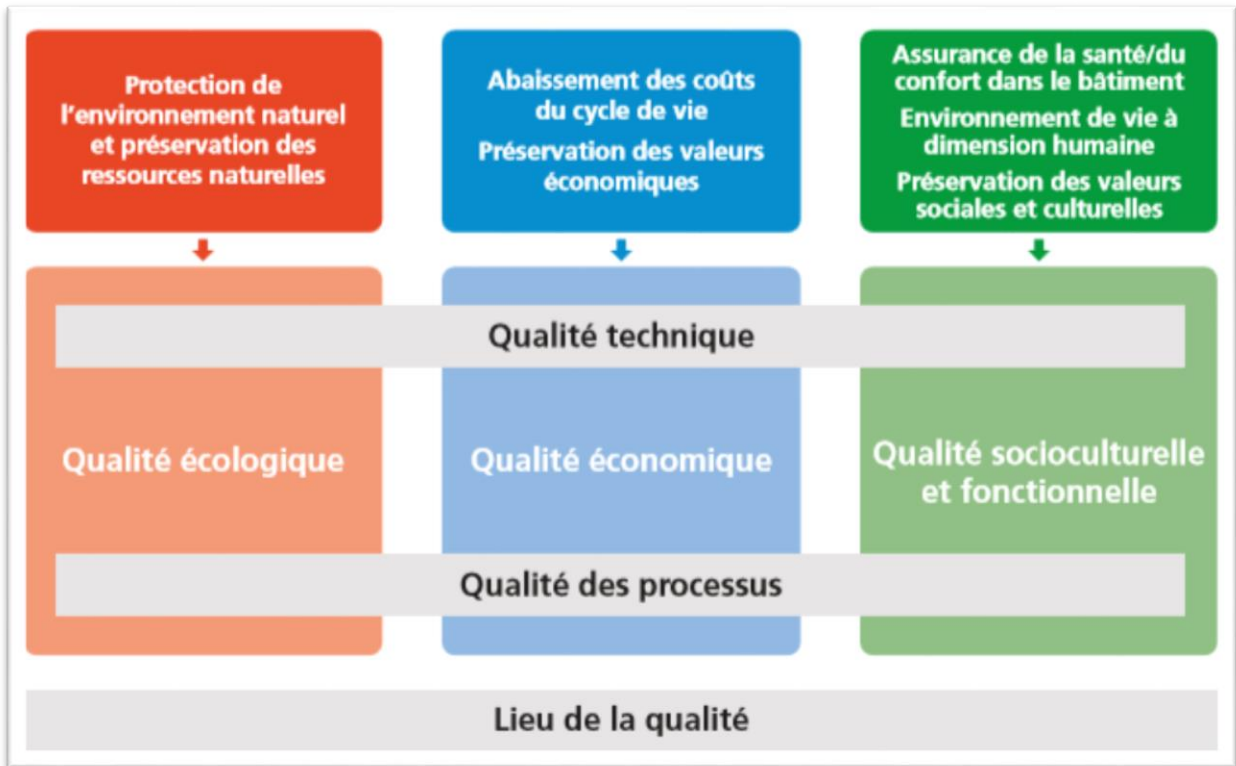 Protection de
l'environnement naturel
et préservation des
ressources naturelles
Abaissement des coûts
du cycle de vie
Préservation des valeurs
économiques
Assurance de la santé/du
confort dans le bâtiment
Environnement de vie à
dimension humaine
Préservation des valeurs
sociales et culturelles
Qualité technique
Qualité écologique
Qualité économique
Qualité socioculturelle
et fonctionnelle
Qualité des processus
Lieu de la qualité